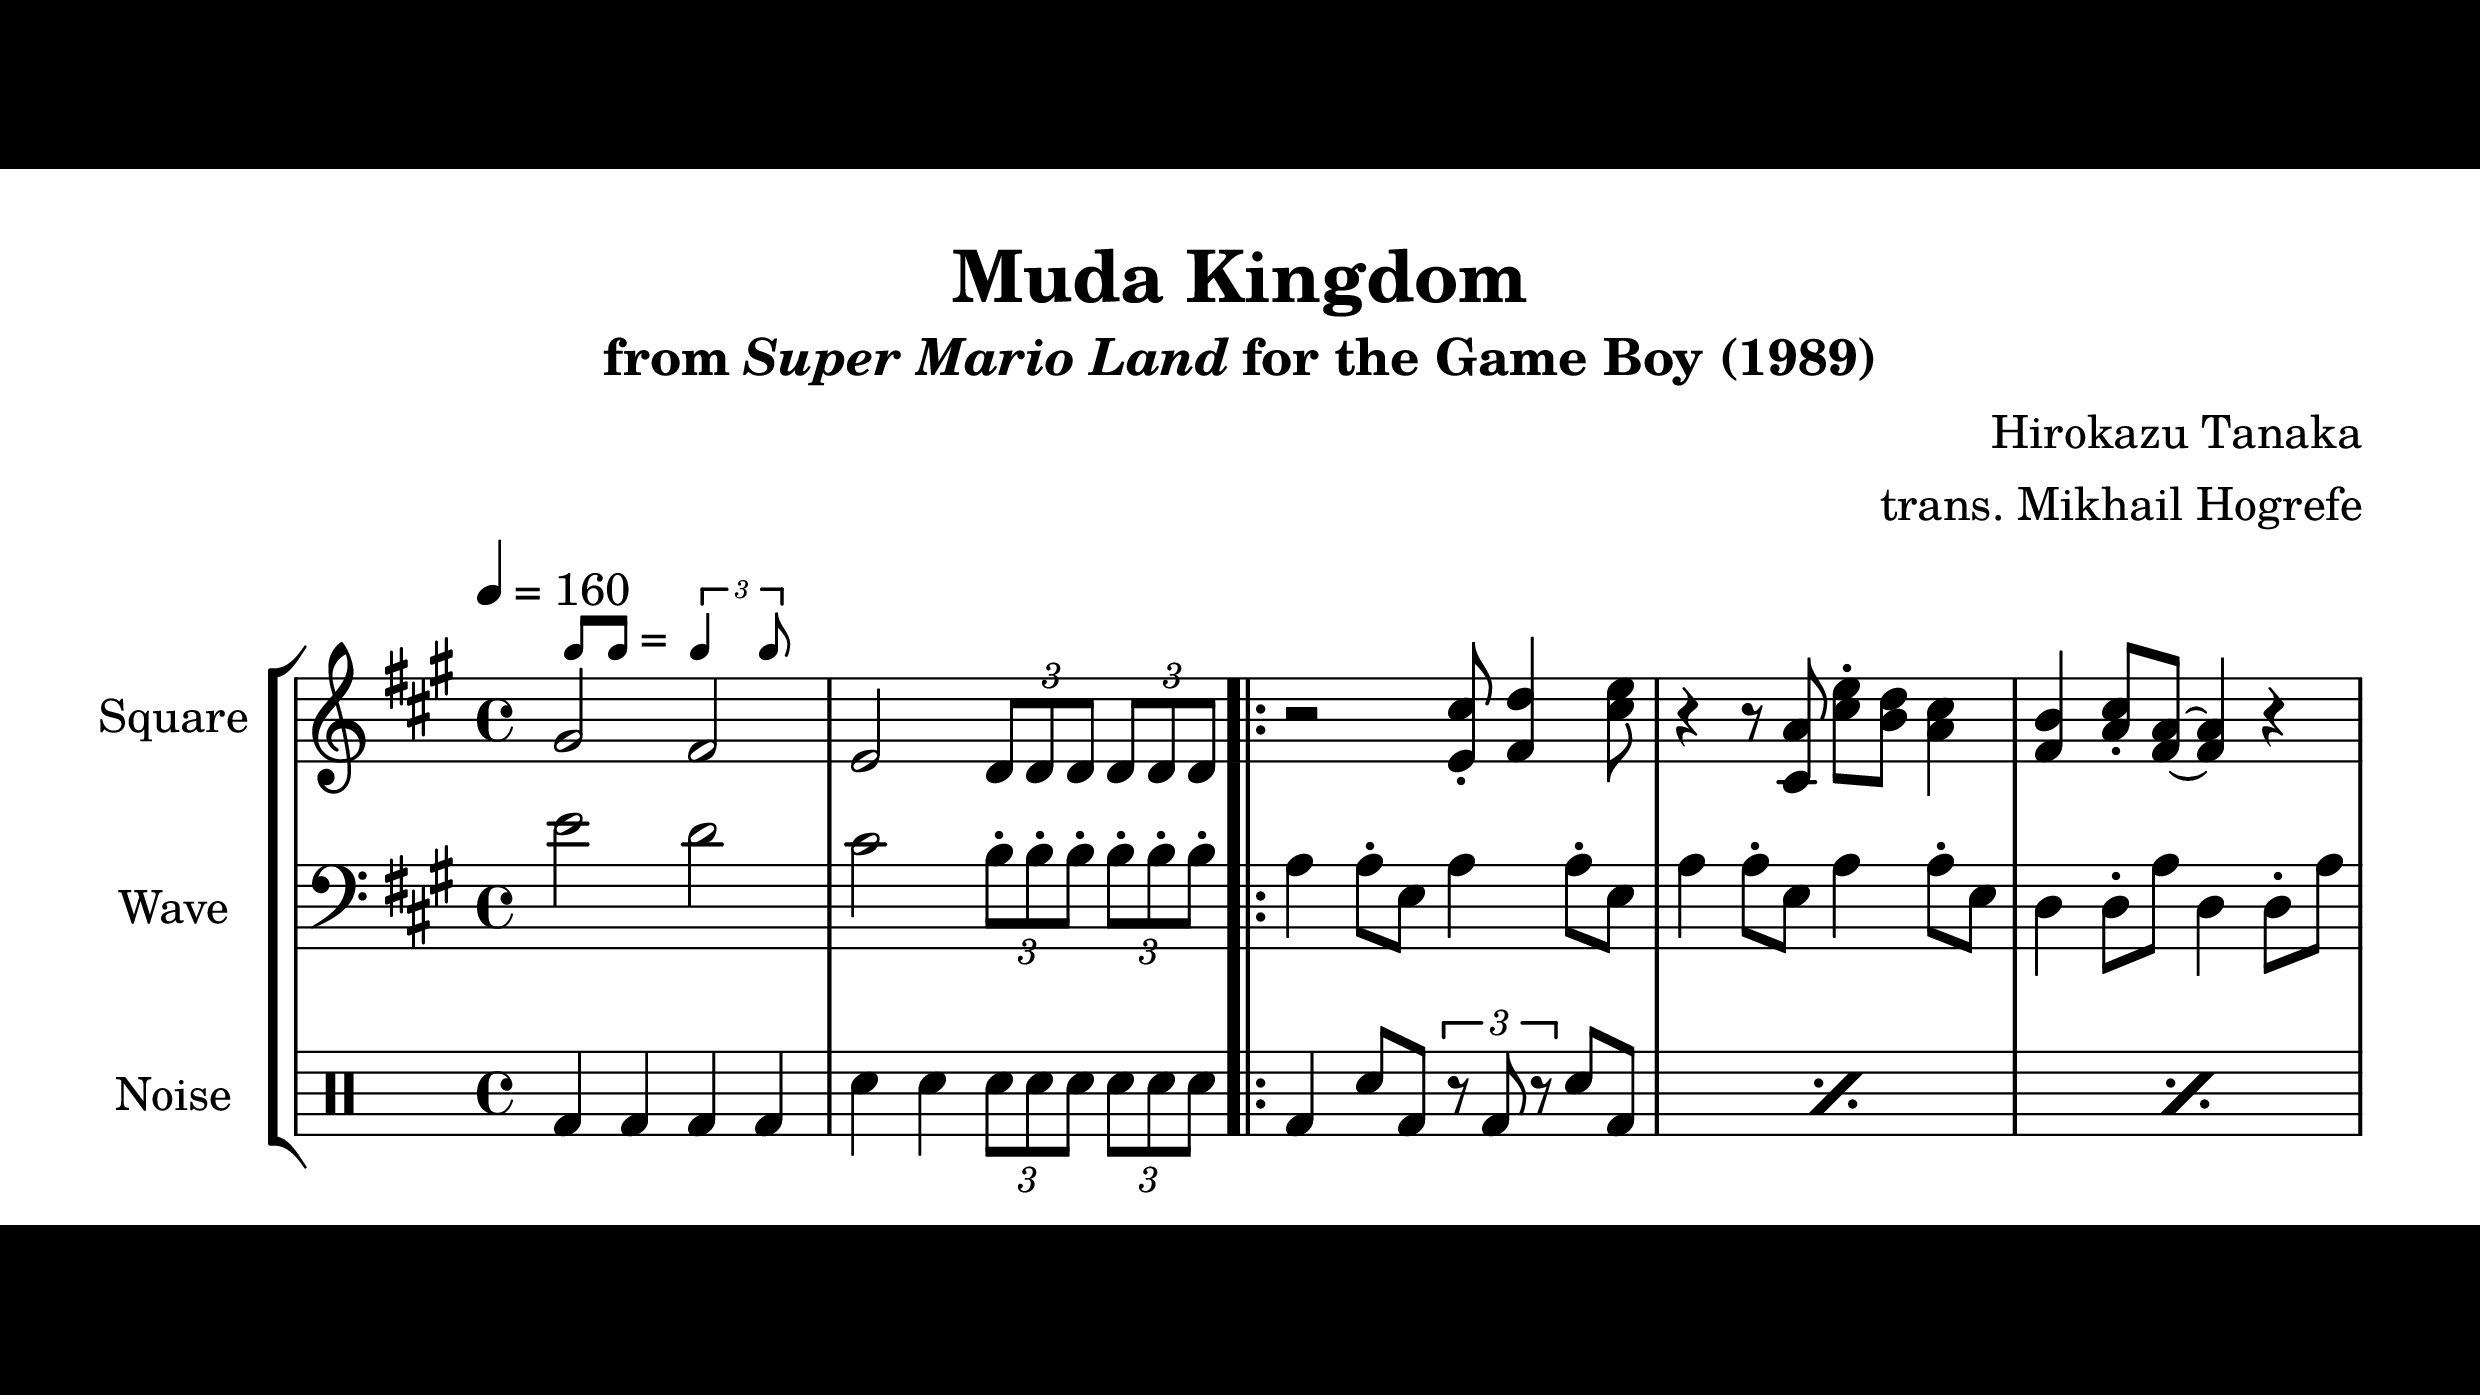 Muda Kingdom
from Super Mario Land for the Game Boy (1989)
Hirokazu Tanaka
trans. Mikhail Hogrefe
= 160
= 3
Square
3 3
Wave
3 3
3
Noise
3 3